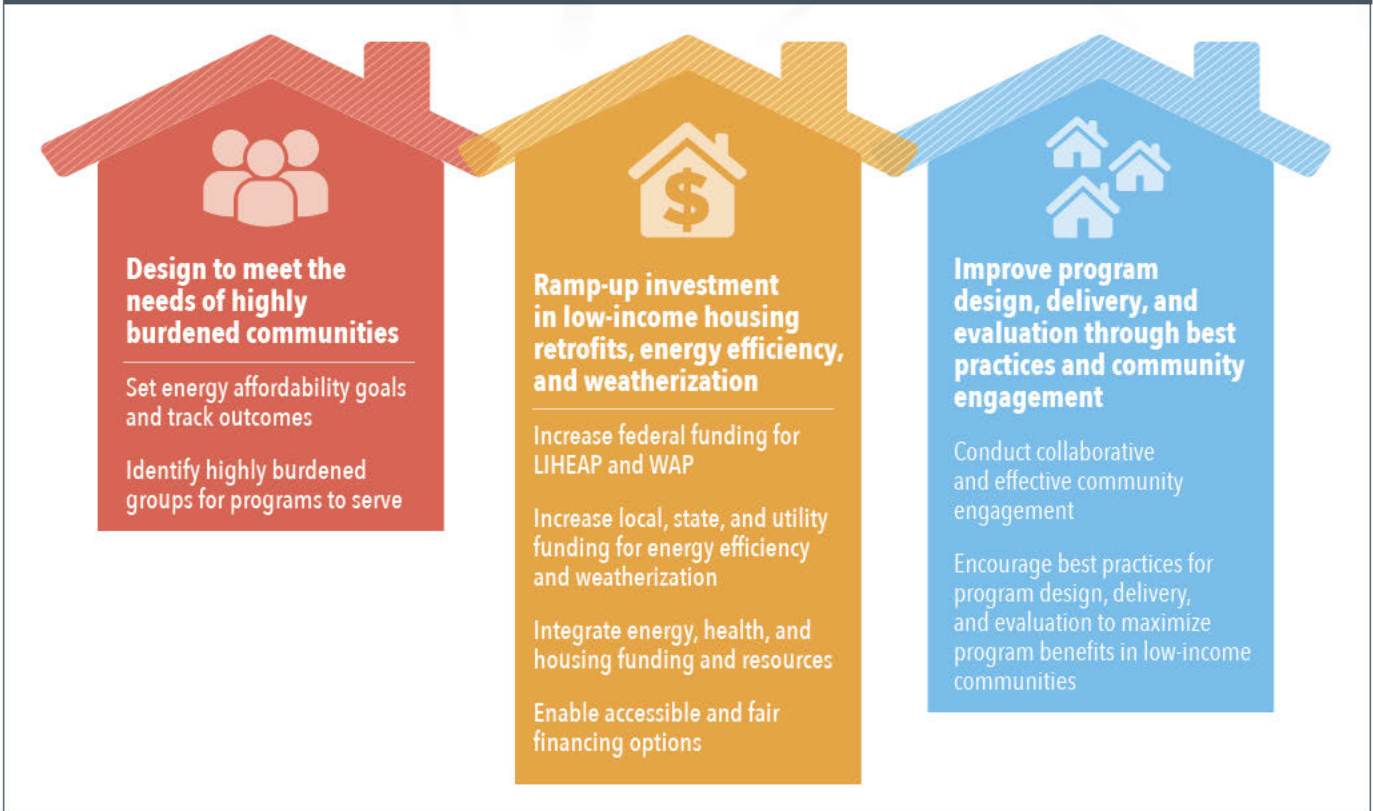 Design to meet the
needs of highly
burdened communities
Set energy affordability goals
and track outcomes
Identify highly burdened
groups for programs to serve
$
Ramp-up investment
in low-income housing
retrofits, energy efficiency,
and weatherization
Increase federal funding for
LIHEAP and WAP
Increase local, state, and utility
funding for energy efficiency
and weatherization
Integrate energy, health, and
housing funding and resources
Enable accessible and fair
financing options
Improve program
design, delivery, and
evaluation through best
practices and community
engagement
Conduct collaborative
and effective community
engagement
Encourage best practices for
program design, delivery,
and evaluation to maximize
program benefits in low-income
communities